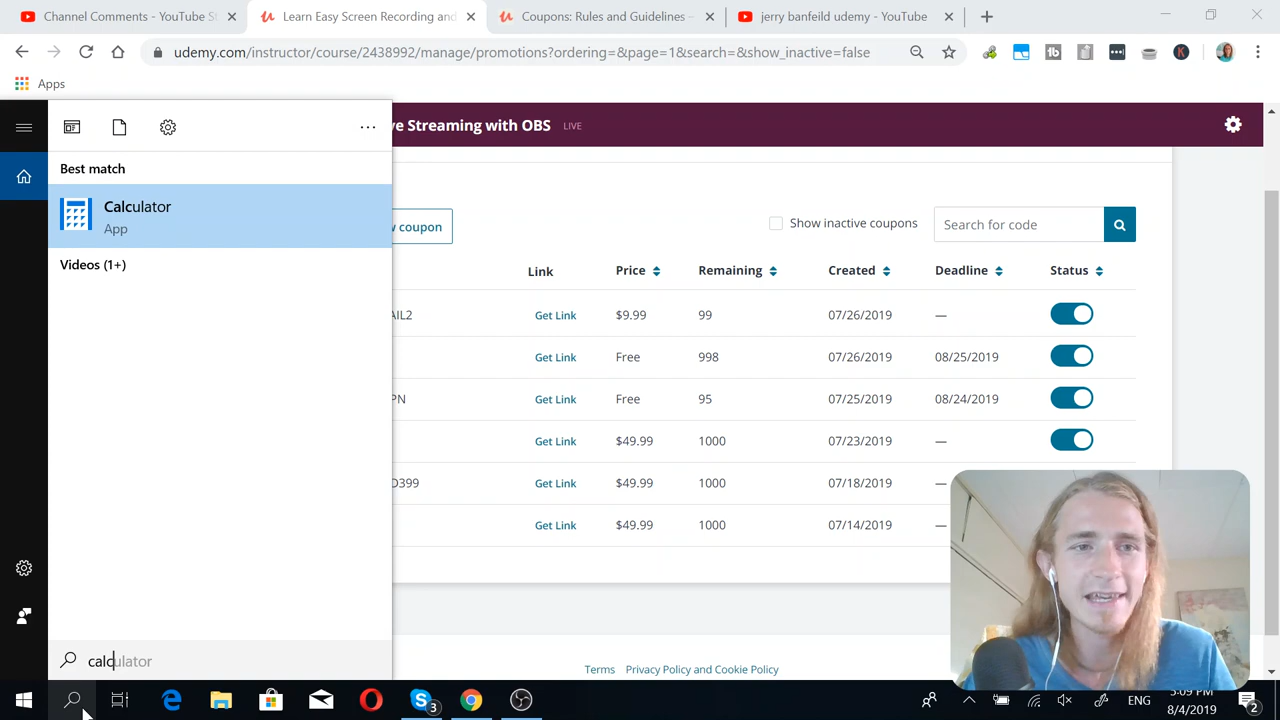 Channel Comments - YouTube St
Learn Easy Screen Recording and
Coupons: Rules and Guidelines –
jerry banfeild udemy - YouTube
udemy.com/instructor/course/2438992/manage/promotions?ordering=&page=1&search=&show_inactive=false
Apps
ve Streaming with OBS LIVE
Best match
Calculator
App
Videos (1+)
w coupon
Show inactive coupons
Search for code
Link Price Remaining Created Deadline Status
AIL2 Get Link $9.99 99 07/26/2019 —
Get Link Free 998 07/26/2019 08/25/2019
PN Get Link Free 95 07/25/2019 08/24/2019
Get Link $49.99 1000 07/23/2019 —
D399 Get Link $49.99 1000 07/18/2019 —
Get Link $49.99 1000 07/14/2019 —
Terms Privacy Policy and Cookie Policy
calculator
3
ENG
5:09 PM
8/4/2019
2